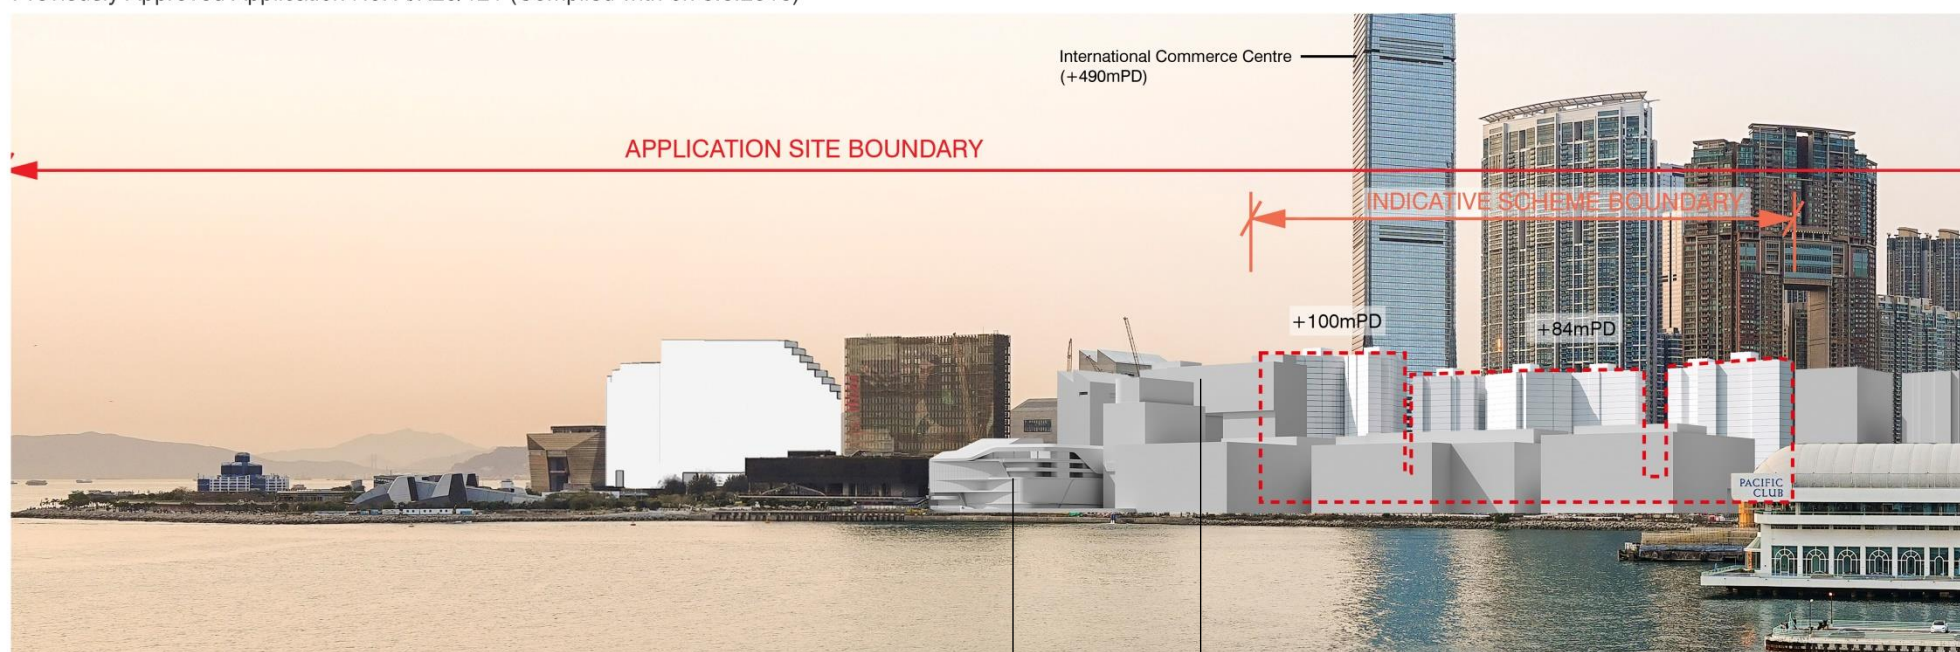 International Commerce Centre
(+490mPD)
APPLICATION SITE BOUNDARY
INDICATIVE SCHEME BOUNDARY
+100mPD
+84mPD
PACIFIC
CLUB